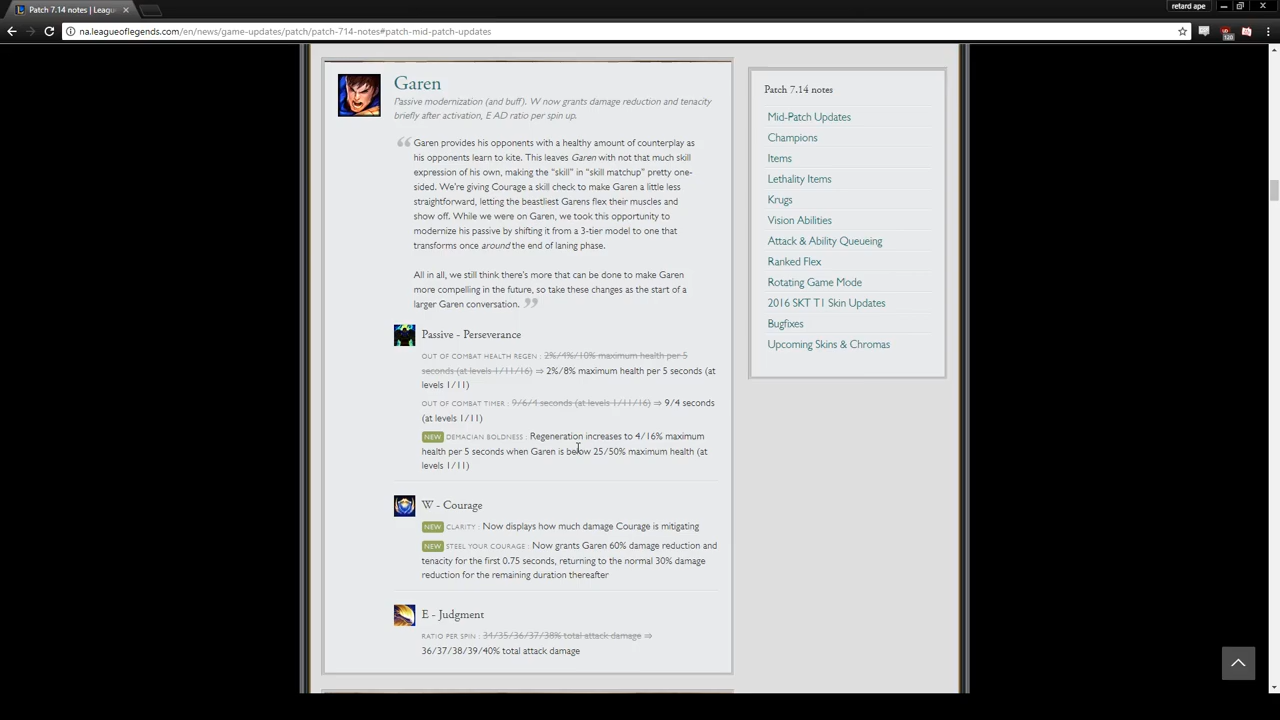 Patch 7.14 notes | Leagu
retard ape
na.leagueoflegends.com/en/news/game-updates/patch/patch-714-notes#patch-mid-patch-updates
120
Garen
Passive modernization (and buff). W now grants damage reduction and tenacity
briefly after activation, E AD ratio per spin up.
Garen provides his opponents with a healthy amount of counterplay as
his opponents learn to kite. This leaves Garen with not that much skill
expression of his own, making the “skill” in “skill matchup” pretty one-
sided. We're giving Courage a skill check to make Garen a little less
straightforward, letting the beastliest Garens flex their muscles and
show off. While we were on Garen, we took this opportunity to
modernize his passive by shifting it from a 3-tier model to one that
transforms once around the end of laning phase.
All in all, we still think there's more that can be done to make Garen
more compelling in the future, so take these changes as the start of a
larger Garen conversation.
Passive - Perseverance
OUT OF COMBAT HEALTH REGEN : 2%/4%/10% maximum health per 5
seconds (at levels 1/11/16) ⇒ 2%/8% maximum health per 5 seconds (at
levels 1/11)
OUT OF COMBAT TIMER : 9/6/4 seconds (at levels 1/11/16) ⇒ 9/4 seconds
(at levels 1/11)
NEW DEMACIAN BOLDNESS : Regeneration increases to 4/16% maximum
health per 5 seconds when Garen is below 25/50% maximum health (at
levels 1/11)
W - Courage
NEW CLARITY : Now displays how much damage Courage is mitigating
NEW STEEL YOUR COURAGE : Now grants Garen 60% damage reduction and
tenacity for the first 0.75 seconds, returning to the normal 30% damage
reduction for the remaining duration thereafter
E - Judgment
RATIO PER SPIN : 34/35/36/37/38% total attack damage ⇒
36/37/38/39/40% total attack damage
Patch 7.14 notes
Mid-Patch Updates
Champions
Items
Lethality Items
Krugs
Vision Abilities
Attack & Ability Queueing
Ranked Flex
Rotating Game Mode
2016 SKT T1 Skin Updates
Bugfixes
Upcoming Skins & Chromas